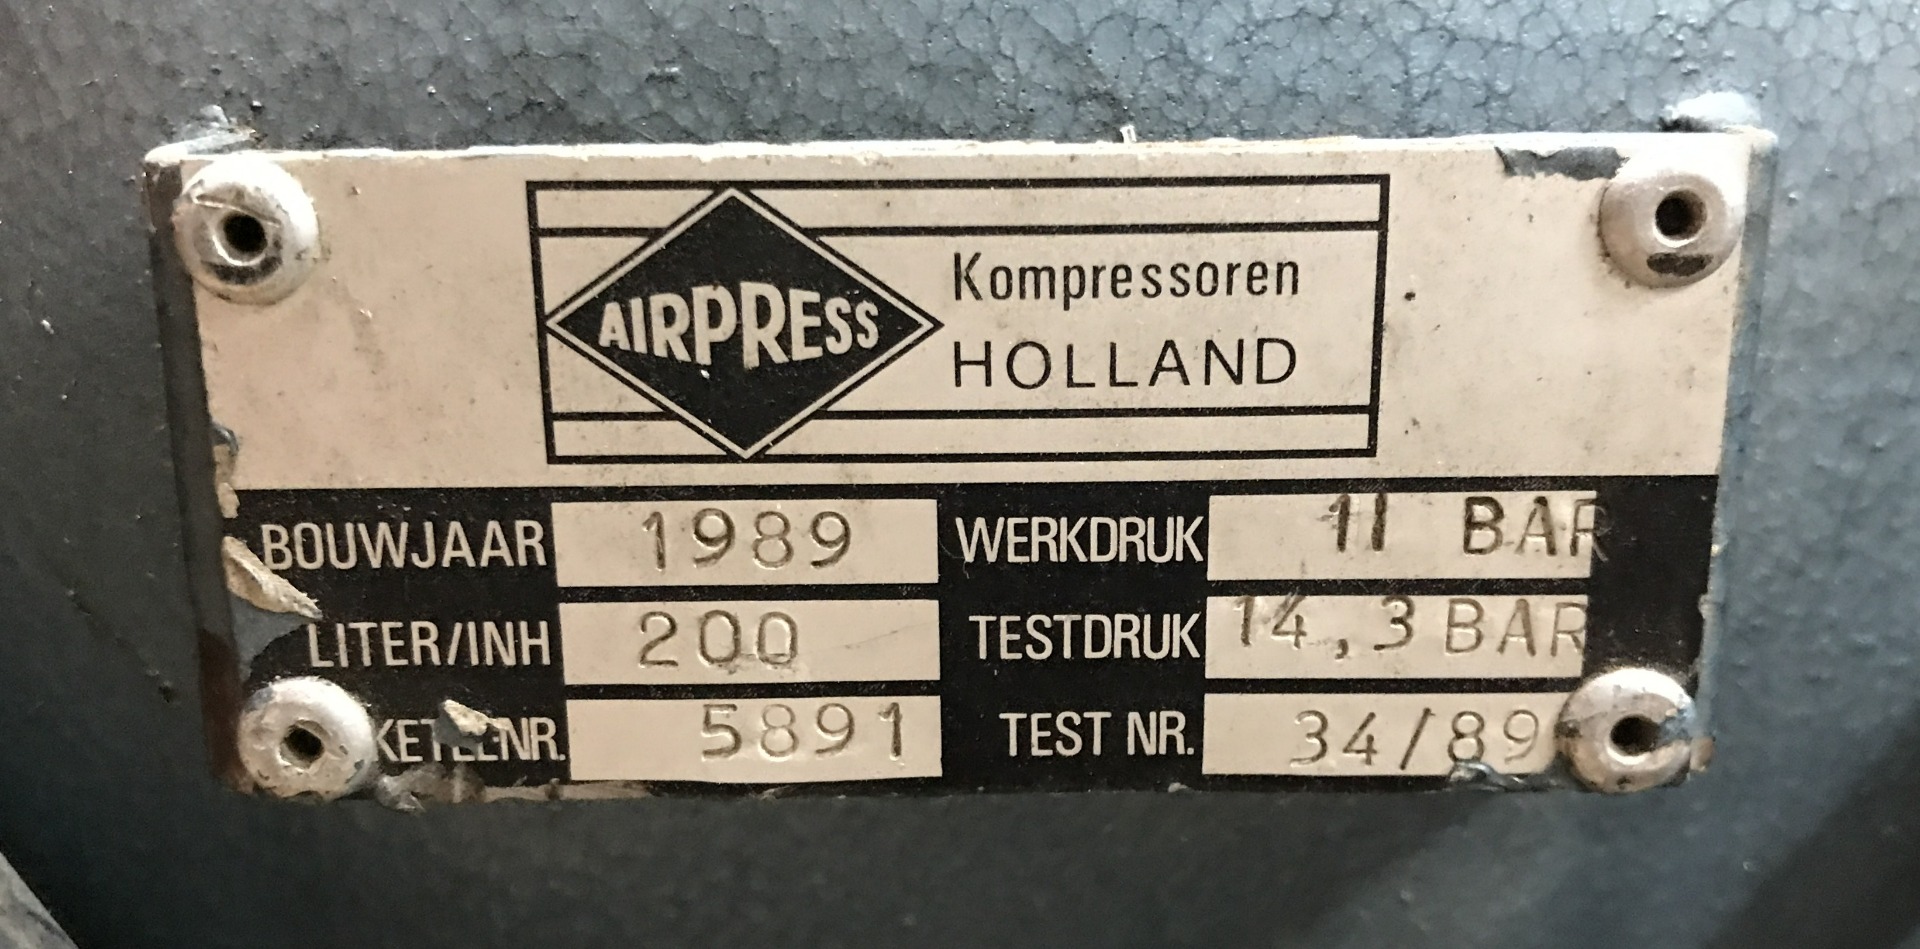 AIRPRESS
Kompressoren
HOLLAND
BOUWJAAR 1989 WERKDRUK 11 BAR
LITER/INH 200 TESTDRUK 14,3 BAR
KETELNR. 5891 TEST NR. 34/89